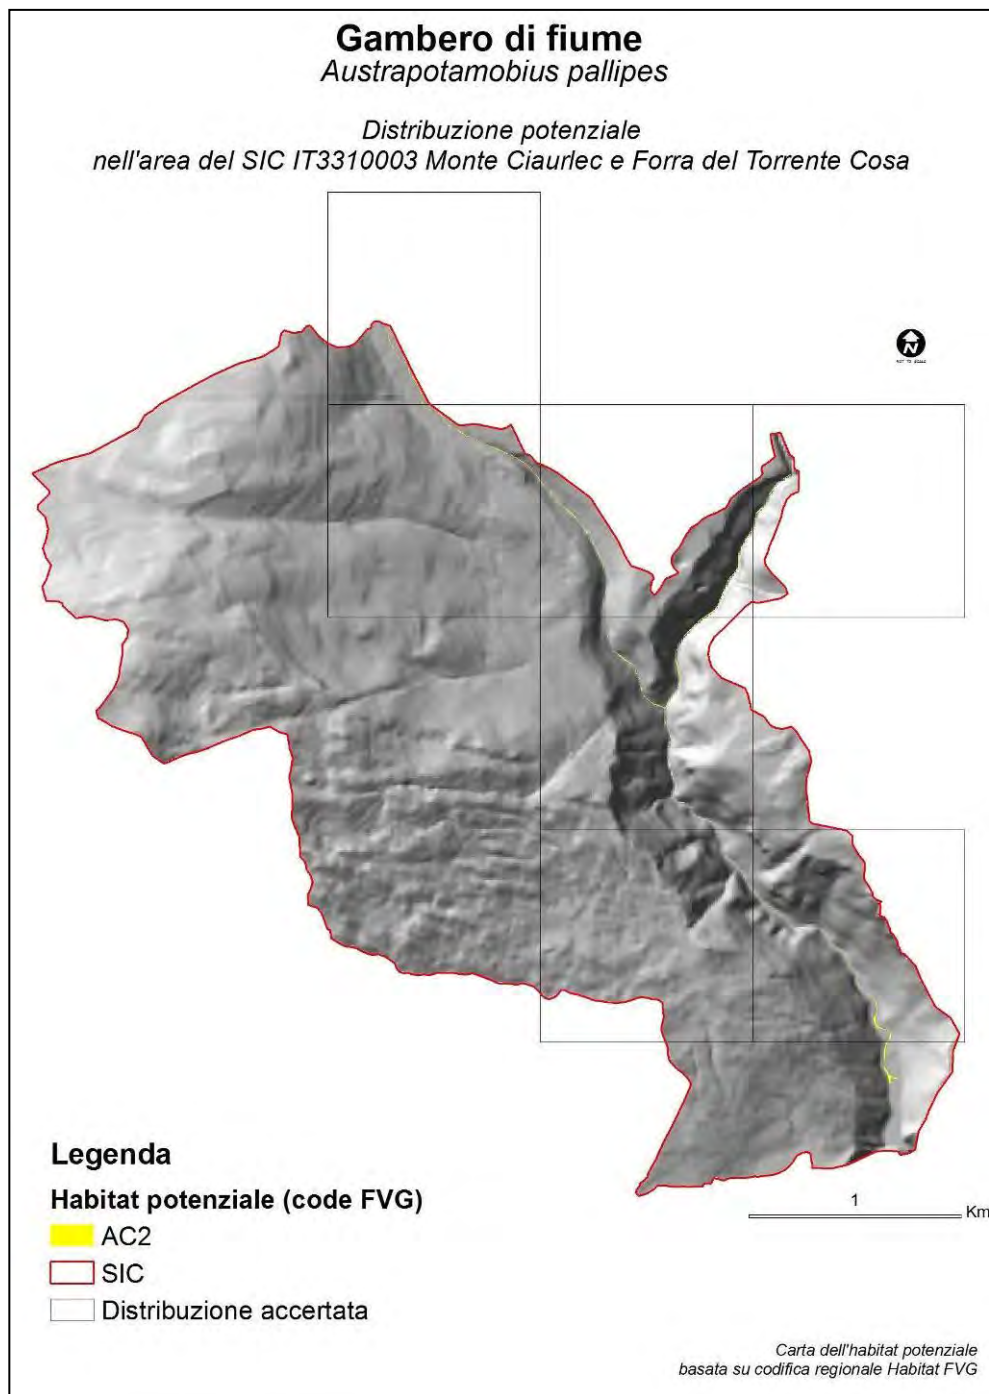 Gambero di fiume
Austrapotamobius pallipes
Distribuzione potenziale
nell'area del SIC IT3310003 Monte Ciaurlec e Forra del Torrente Cosa
N
Legenda
Habitat potenziale (code FVG)
AC2
SIC
Distribuzione accertata
1
Km
Carta dell'habitat potenziale
basata su codifica regionale Habitat FVG